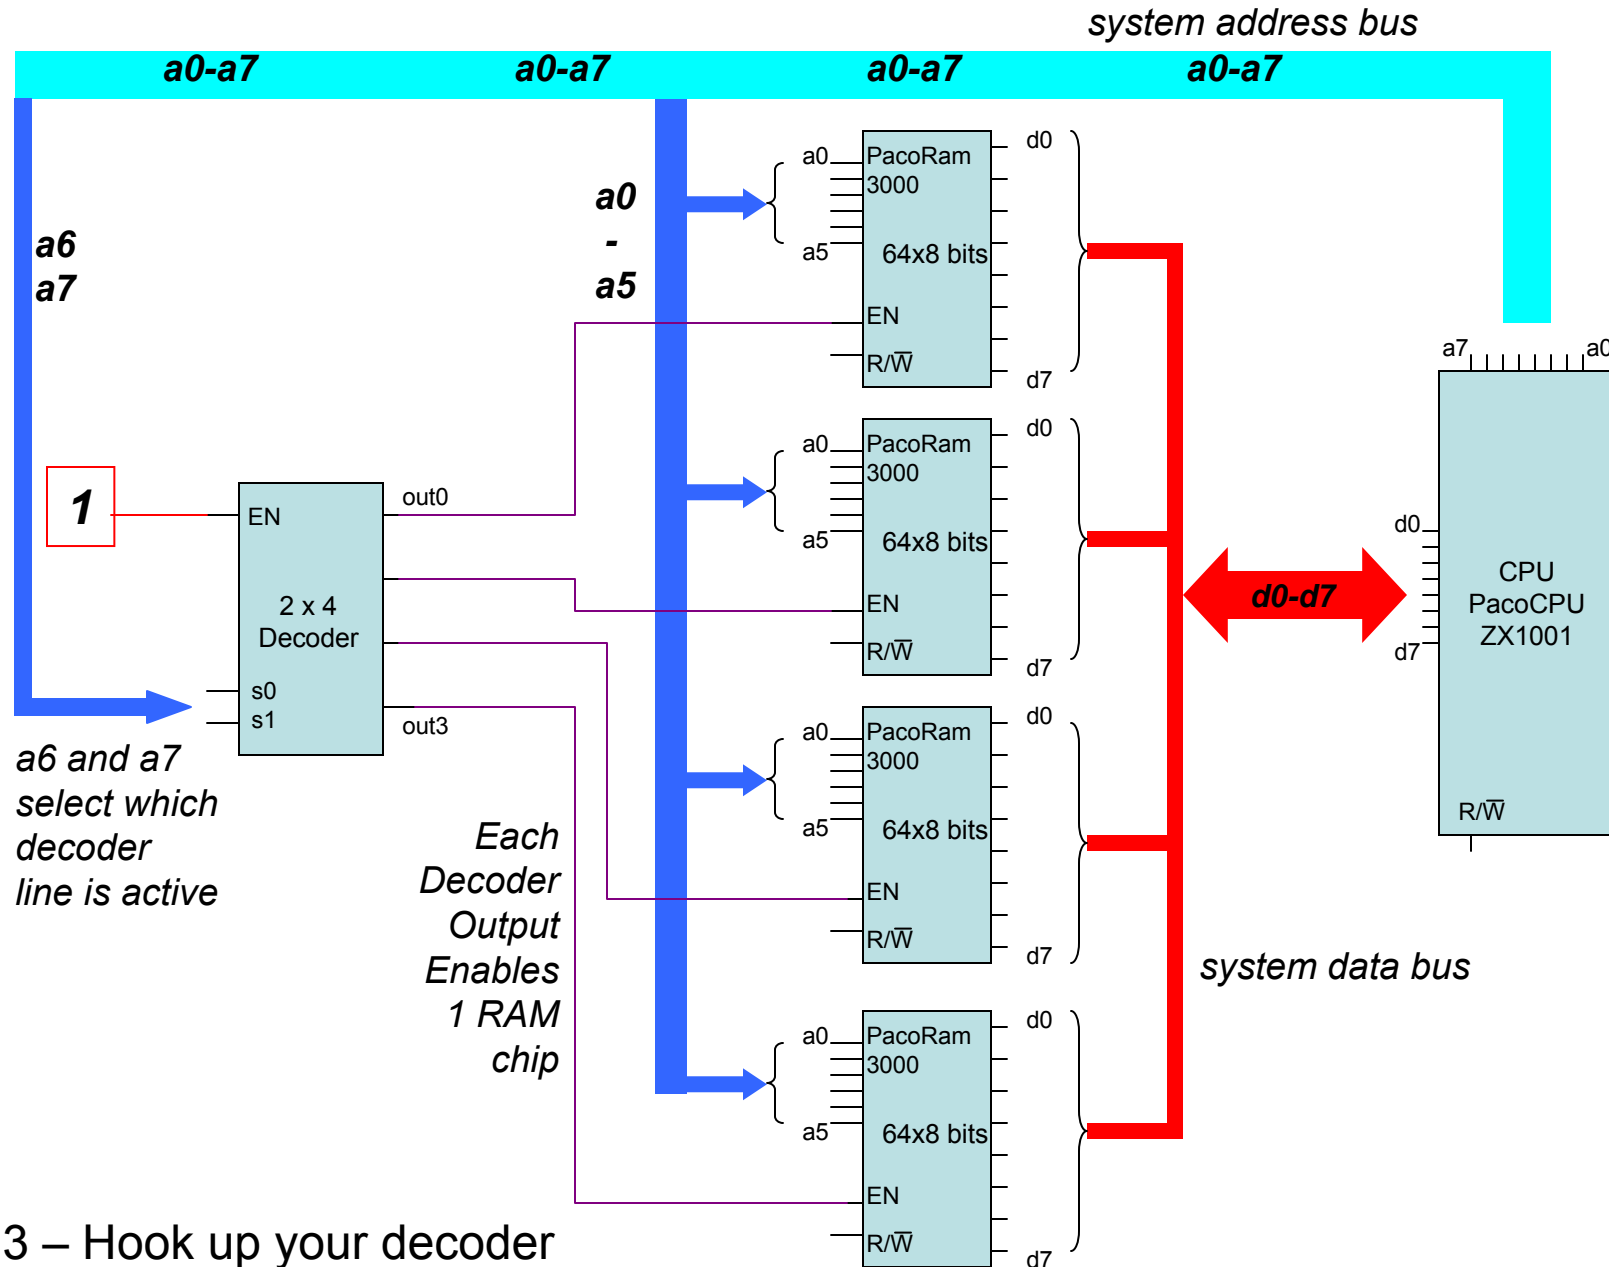 system address bus
a0-a7 a0-a7 a0-a7 a0-a7
a6
a7
a0
-
a5
a0
a5
PacoRam
3000
64x8 bits
EN
R/W̅
d0
d7
a0
a5
PacoRam
3000
64x8 bits
EN
R/W̅
d0
d7
a0
a5
PacoRam
3000
64x8 bits
EN
R/W̅
d0
d7
a0
a5
PacoRam
3000
64x8 bits
EN
R/W̅
d0
d7
1
EN
2 x 4
Decoder
s0
s1
out0
out3
a6 and a7
select which
decoder
line is active
Each
Decoder
Output
Enables
1 RAM
chip
d0-d7
system data bus
a7 a0
d0
d7
CPU
PacoCPU
ZX1001
R/W̅
3 – Hook up your decoder